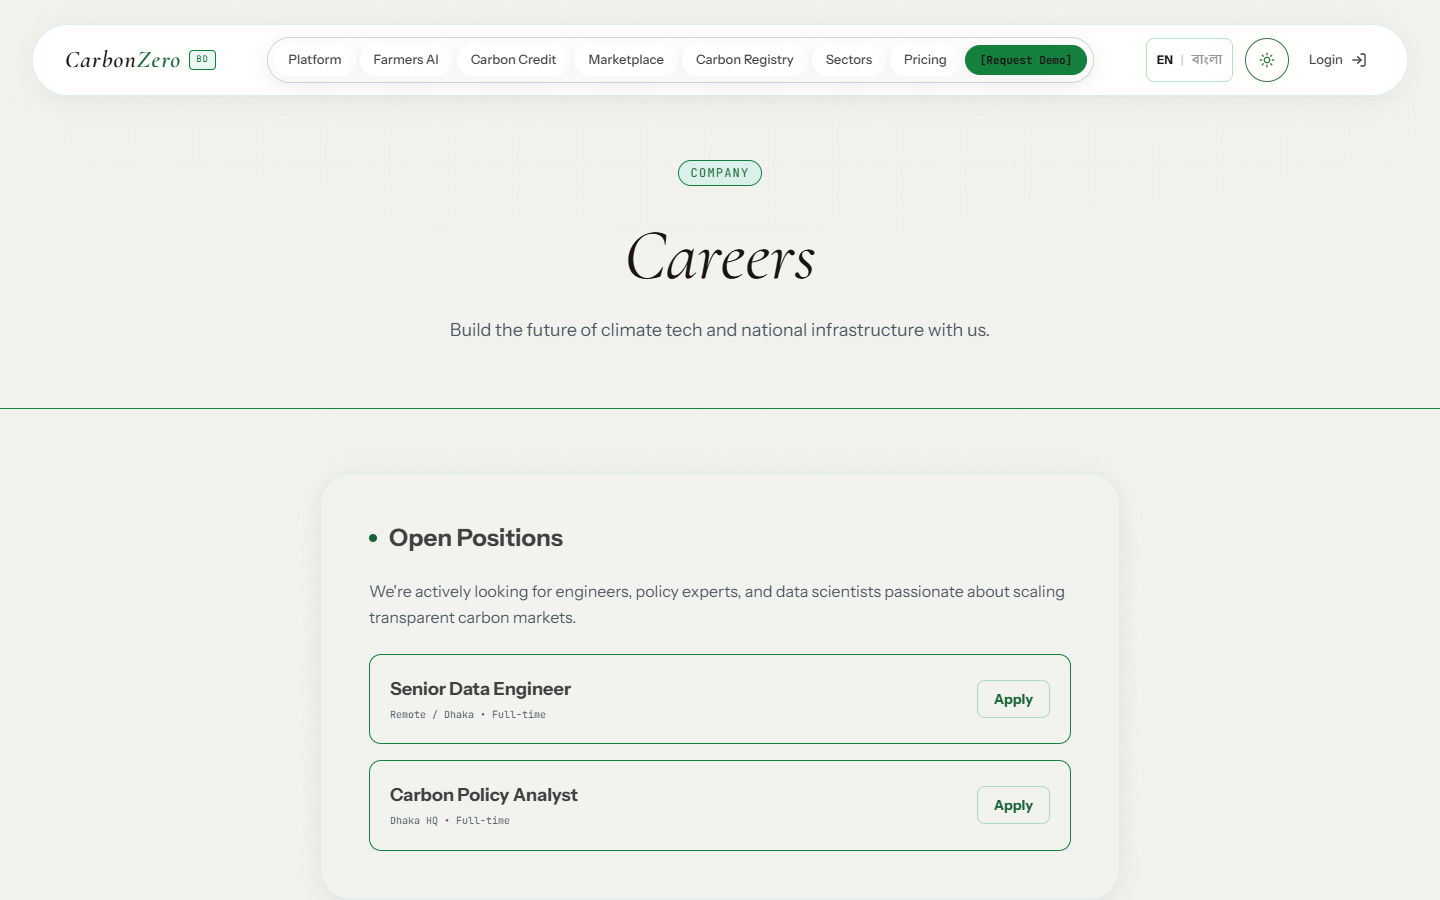 CarbonZero BD
Platform
Farmers AI
Carbon Credit
Marketplace
Carbon Registry
Sectors
Pricing
[Request Demo]
EN | বাংলা
Login
COMPANY
Careers
Build the future of climate tech and national infrastructure with us.
Open Positions
We're actively looking for engineers, policy experts, and data scientists passionate about scaling
transparent carbon markets.
Senior Data Engineer
Remote / Dhaka • Full-time
Apply
Carbon Policy Analyst
Dhaka HQ • Full-time
Apply